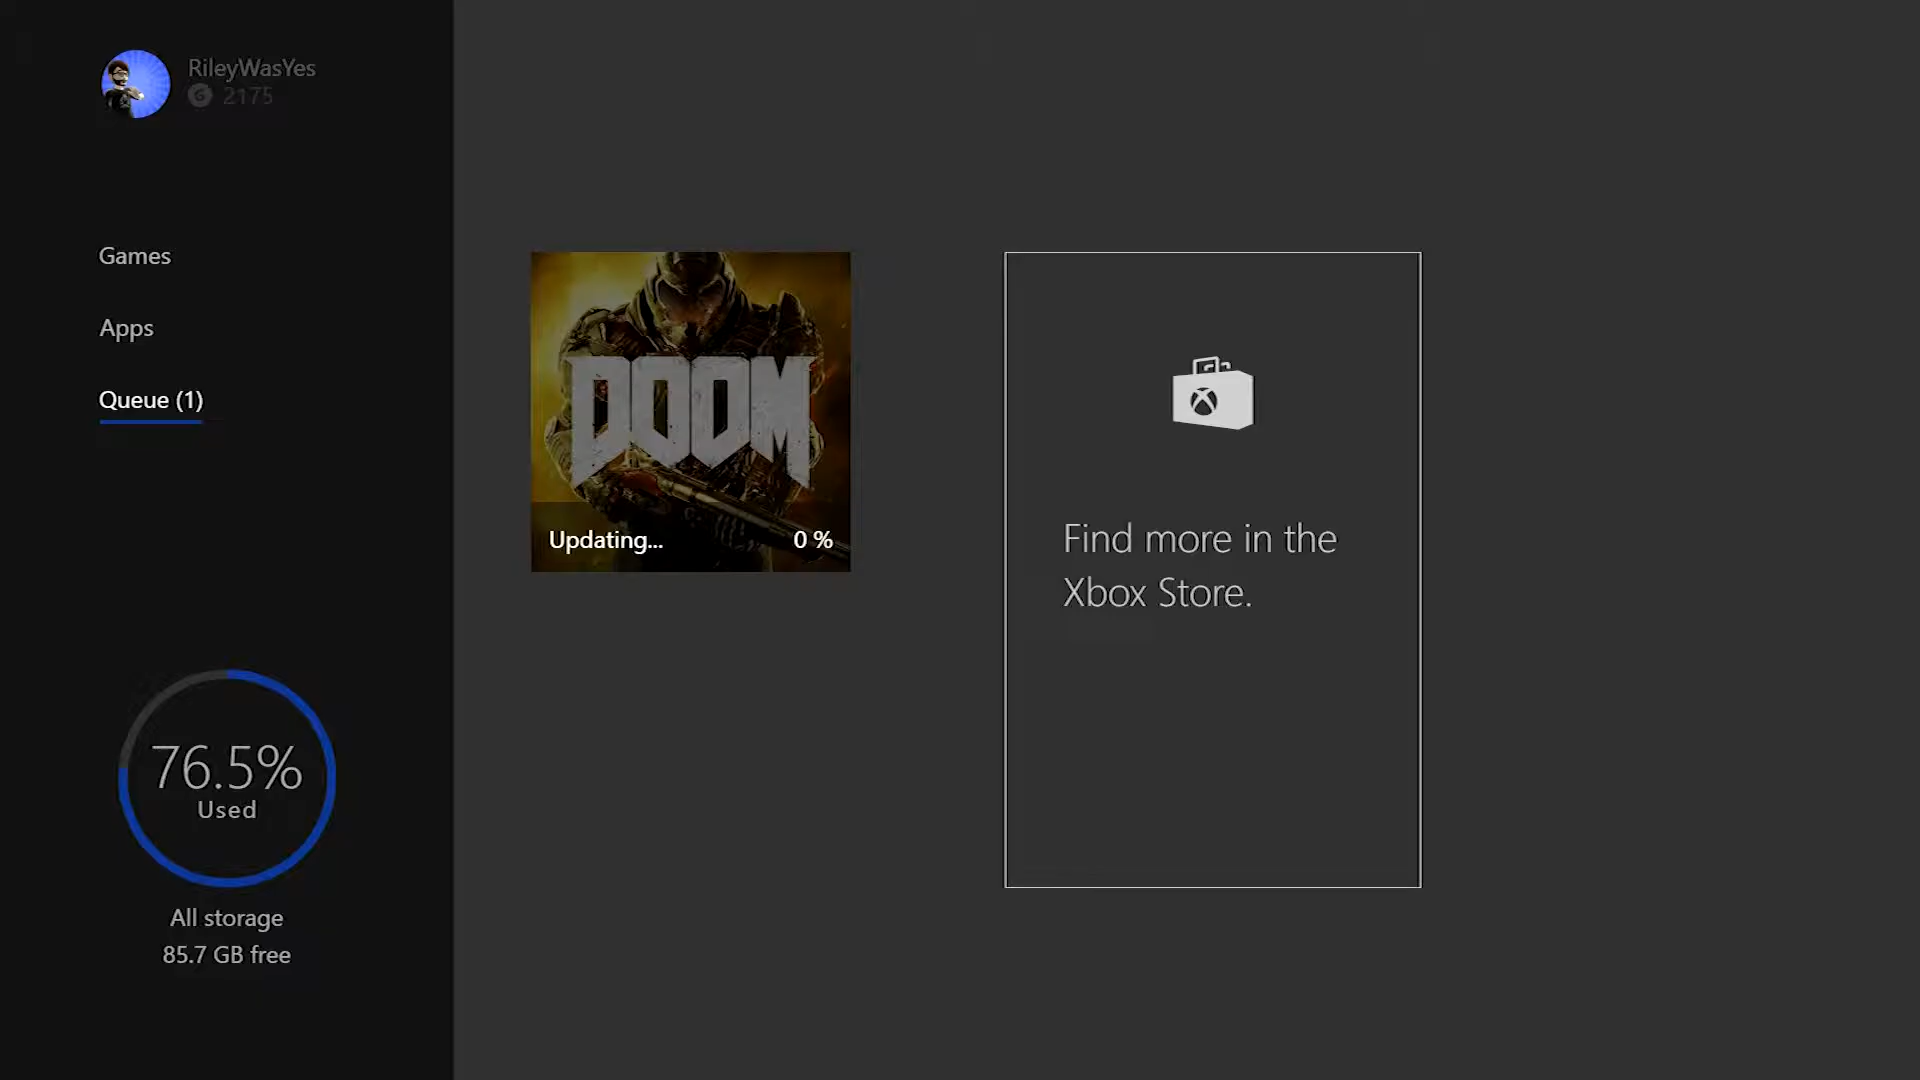 RileyWasYes
G 2175
Games
Apps
Queue (1)
DOOM
Updating... 0 %
Find more in the
Xbox Store.
76.5%
Used
All storage
85.7 GB free